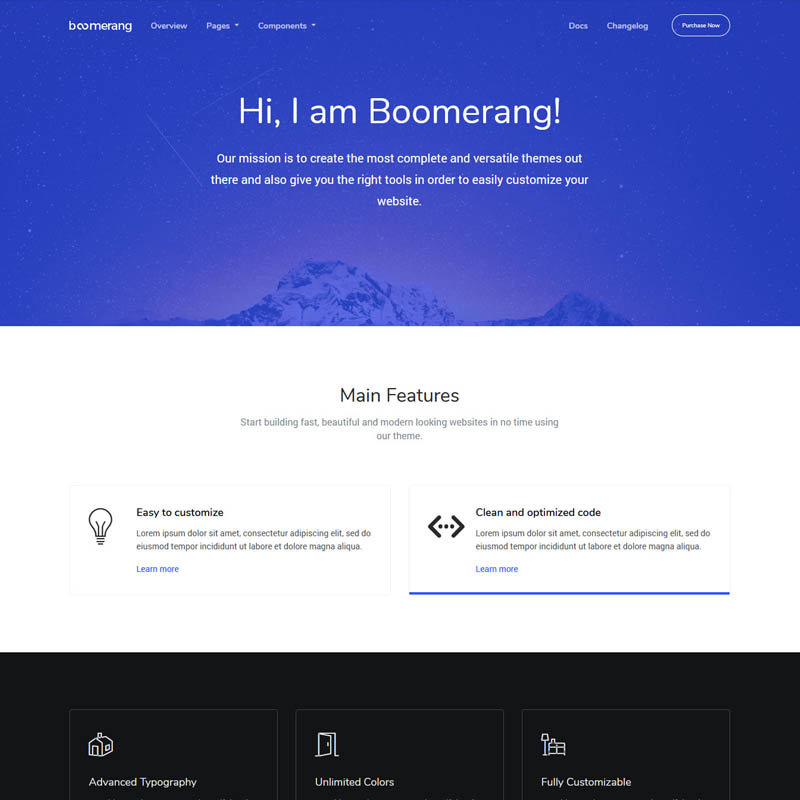 boomerang Overview Pages Components Docs Changelog Purchase Now
Hi, I am Boomerang!
Our mission is to create the most complete and versatile themes out
there and also give you the right tools in order to easily customize your
website.
Main Features
Start building fast, beautiful and modern looking websites in no time using
our theme.
Easy to customize
Lorem ipsum dolor sit amet, consectetur adipiscing elit, sed do
eiusmod tempor incididunt ut labore et dolore magna aliqua.
Learn more
Clean and optimized code
Lorem ipsum dolor sit amet, consectetur adipiscing elit, sed do
eiusmod tempor incididunt ut labore et dolore magna aliqua.
Learn more
Advanced Typography
Unlimited Colors
Fully Customizable